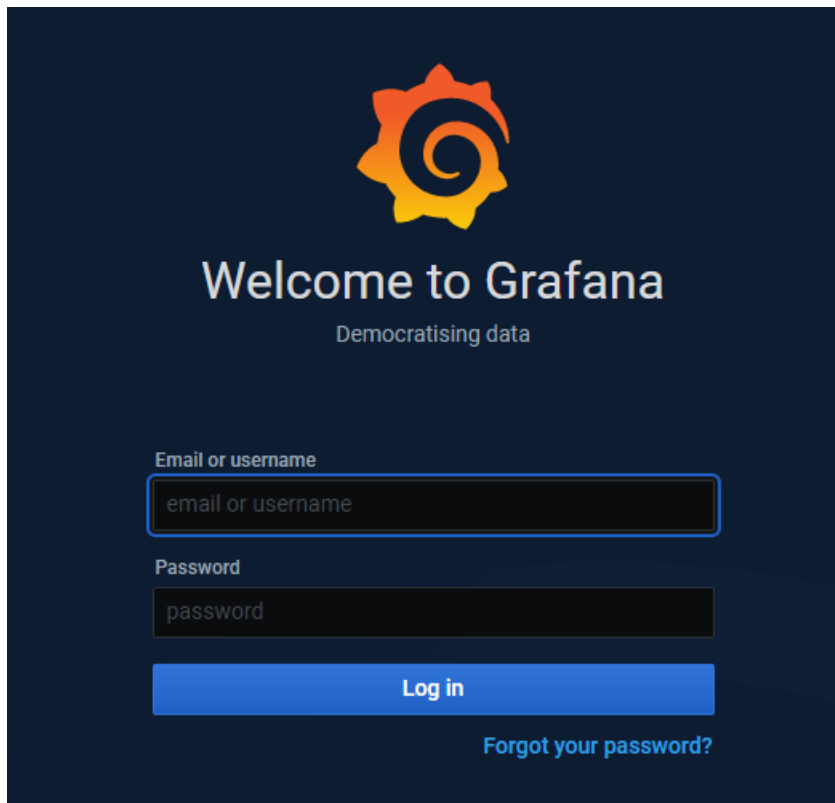 Welcome to Grafana
Democratising data
Email or username
email or username
Password
password
Log in
Forgot your password?